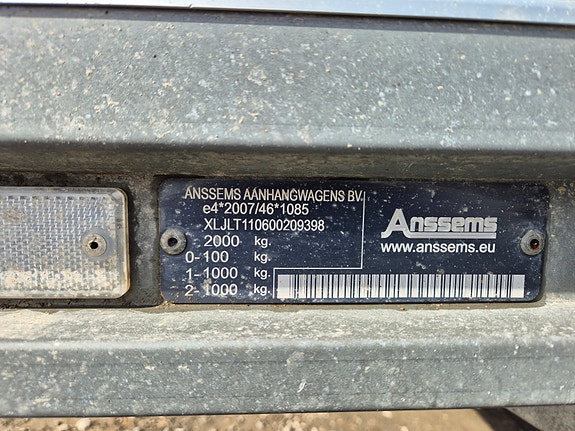 ANSSEMS AANHANGWAGENS BV
e4*2007/46*1085
XLJLT110600209398
- 2000 kg.
0- 100 kg.
1- 1000 kg.
2- 1000 kg.
Anssems
www.anssems.eu